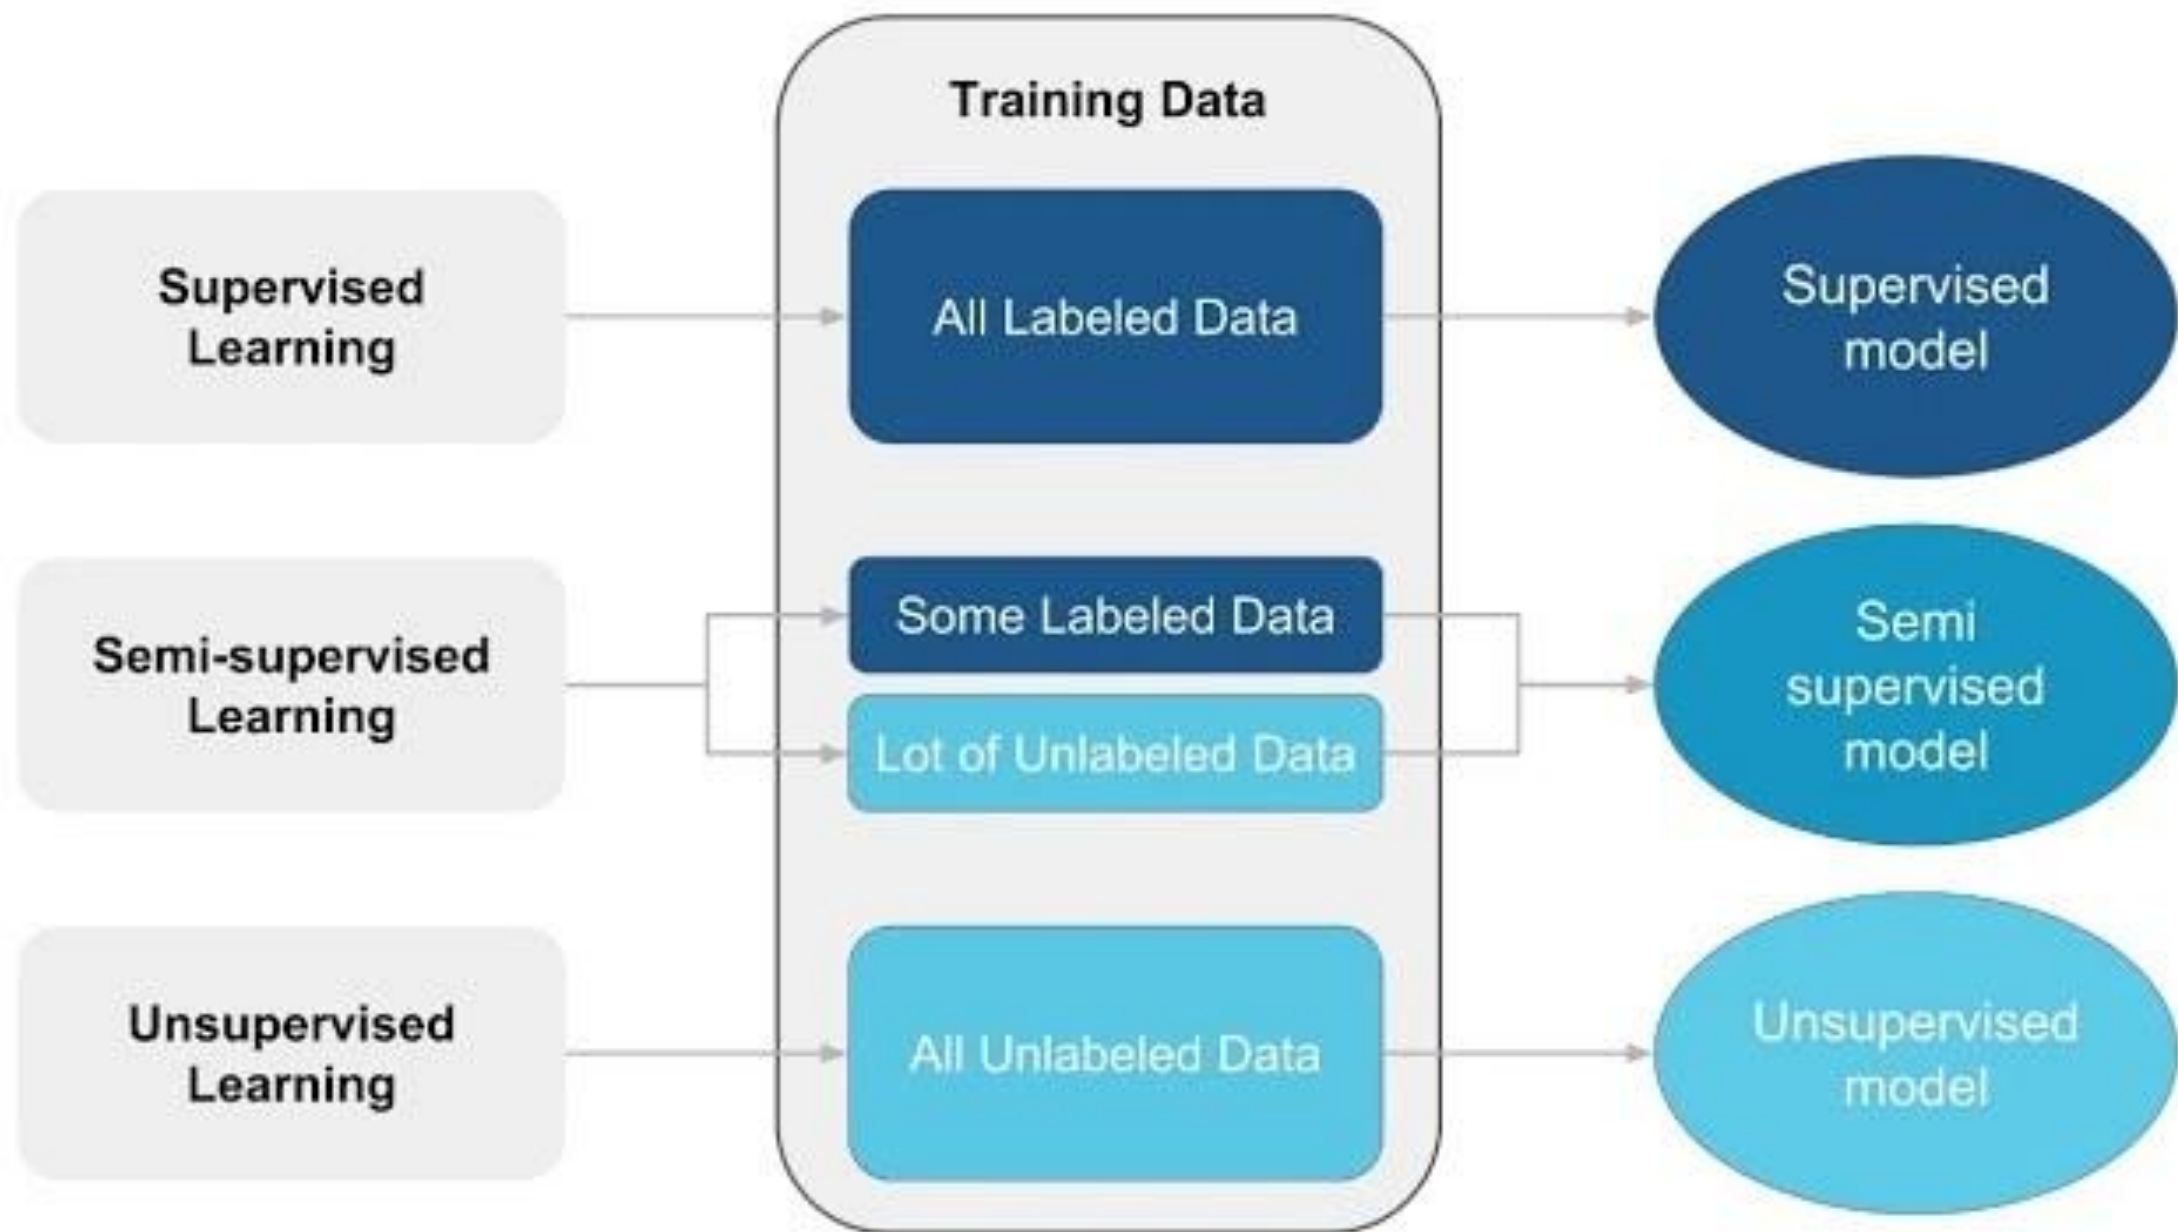 Training Data
Supervised
Learning
All Labeled Data
Supervised
model
Semi-supervised
Learning
Some Labeled Data
Lot of Unlabeled Data
Semi
supervised
model
Unsupervised
Learning
All Unlabeled Data
Unsupervised
model